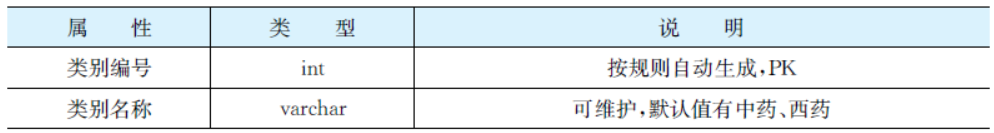 属 性 类 型 说 明
类别编号 int 按规则自动生成,PK
类别名称 varchar 可维护,默认值有中药、西药